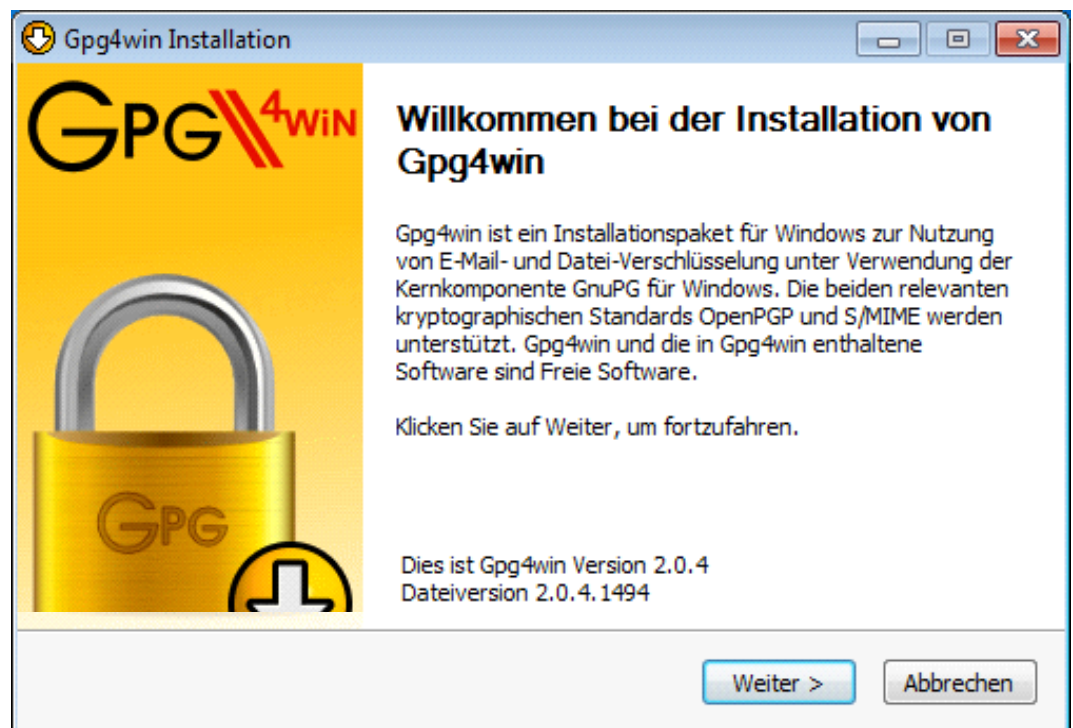 Gpg4win Installation
GPG4WIN
Willkommen bei der Installation von
Gpg4win
Gpg4win ist ein Installationspaket für Windows zur Nutzung
von E-Mail- und Datei-Verschlüsselung unter Verwendung der
Kernkomponente GnuPG für Windows. Die beiden relevanten
kryptographischen Standards OpenPGP und S/MIME werden
unterstützt. Gpg4win und die in Gpg4win enthaltene
Software sind Freie Software.
Klicken Sie auf Weiter, um fortzufahren.
GPG
Dies ist Gpg4win Version 2.0.4
Dateiversion 2.0.4.1494
Weiter >
Abbrechen